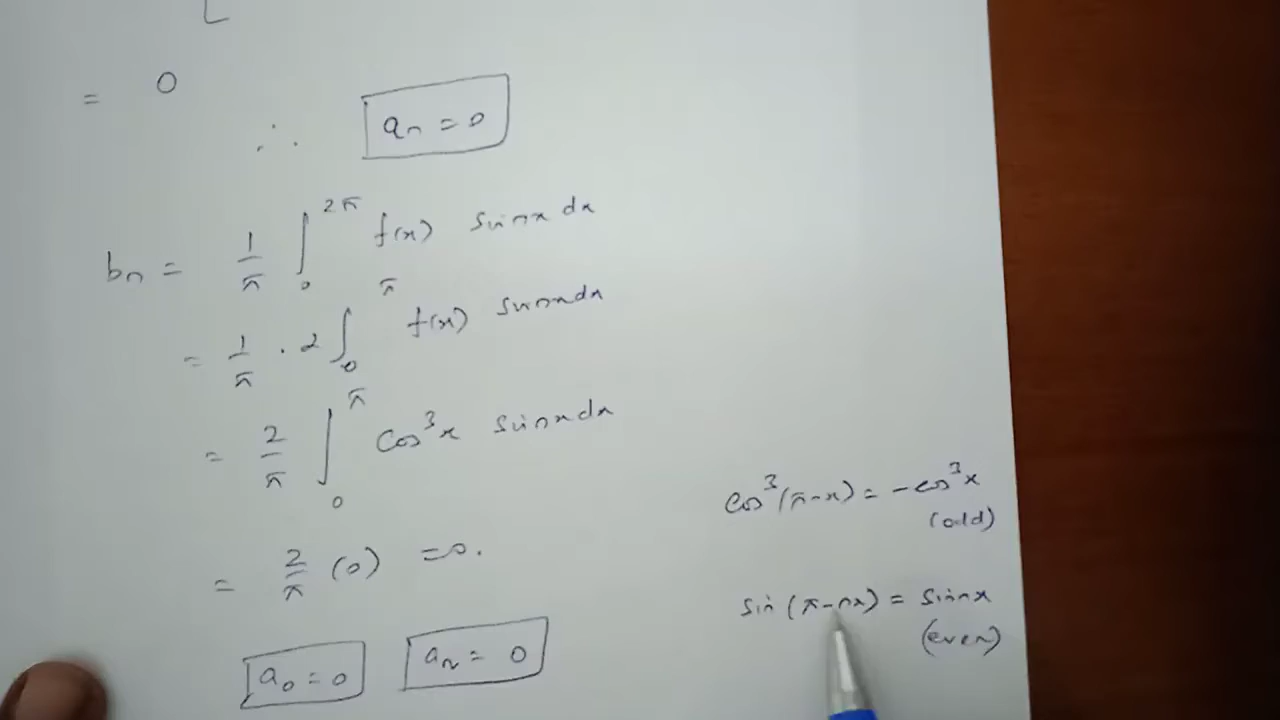 = 0
∴ aₙ = 0
bₙ = 1/π ∫₀^{2π} f(x) sin nx dx
= 1/π · 2 ∫₀^{π} f(x) sin nx dx
= 2/π ∫₀^{π} cos³x sin nx dx
cos³(π-x) = -cos³x
(odd)
= 2/π (0) = 0.
sin(π-nx) = sin nx
(even)
a₀ = 0 aₙ = 0